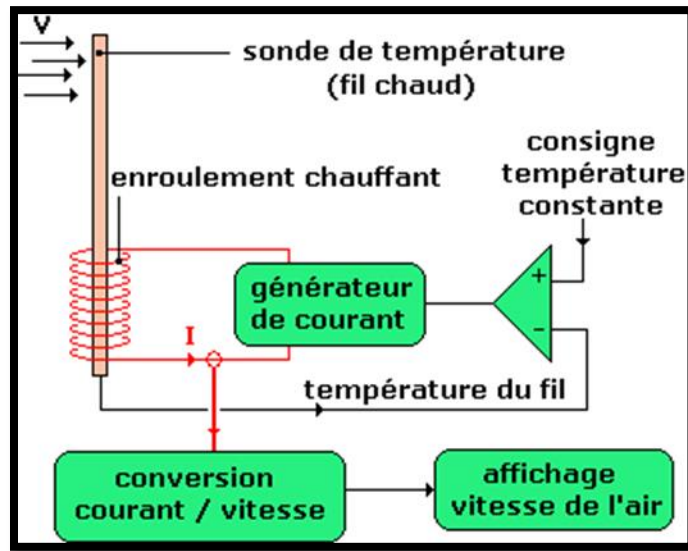 V
sonde de température
(fil chaud)
consigne
température
constante
enroulement chauffant
générateur
de courant
+
-
I
température du fil
conversion
courant / vitesse
affichage
vitesse de l'air